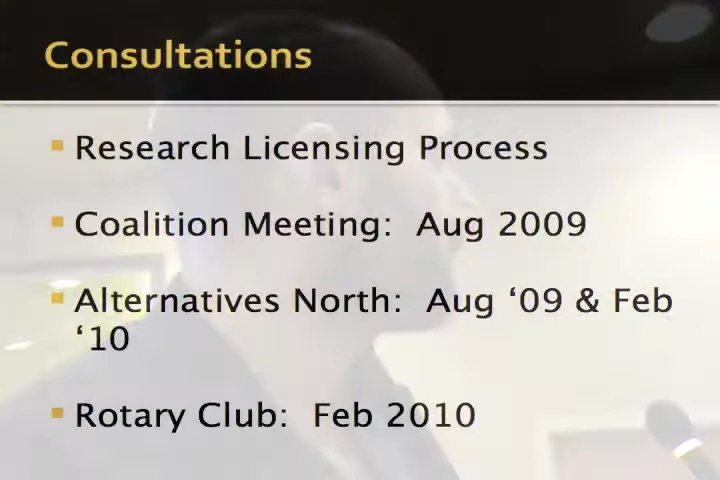 Consultations
Research Licensing Process
Coalition Meeting:  Aug 2009
Alternatives North:  Aug ‘09 & Feb
‘10
Rotary Club:  Feb 2010